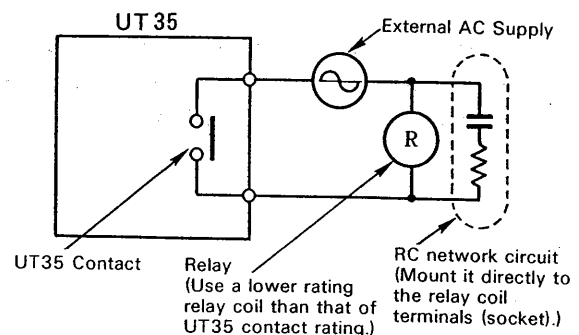 UT35
External AC Supply
R
UT35 Contact
Relay
(Use a lower rating
relay coil than that of
UT35 contact rating.)
RC network circuit
(Mount it directly to
the relay coil
terminals (socket).)